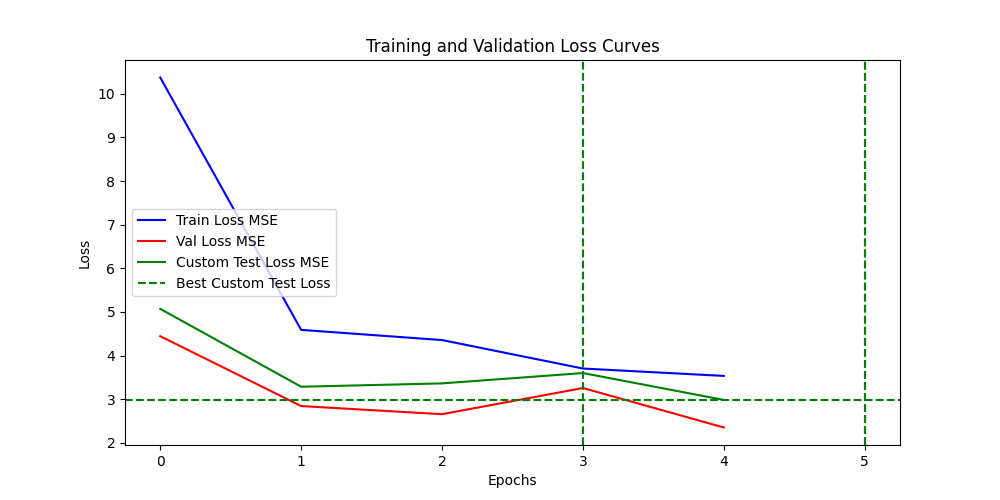 Training and Validation Loss Curves
10
9
8
7
6
5
4
3
2
Loss
Train Loss MSE
Val Loss MSE
Custom Test Loss MSE
Best Custom Test Loss
0 1 2 3 4 5
Epochs